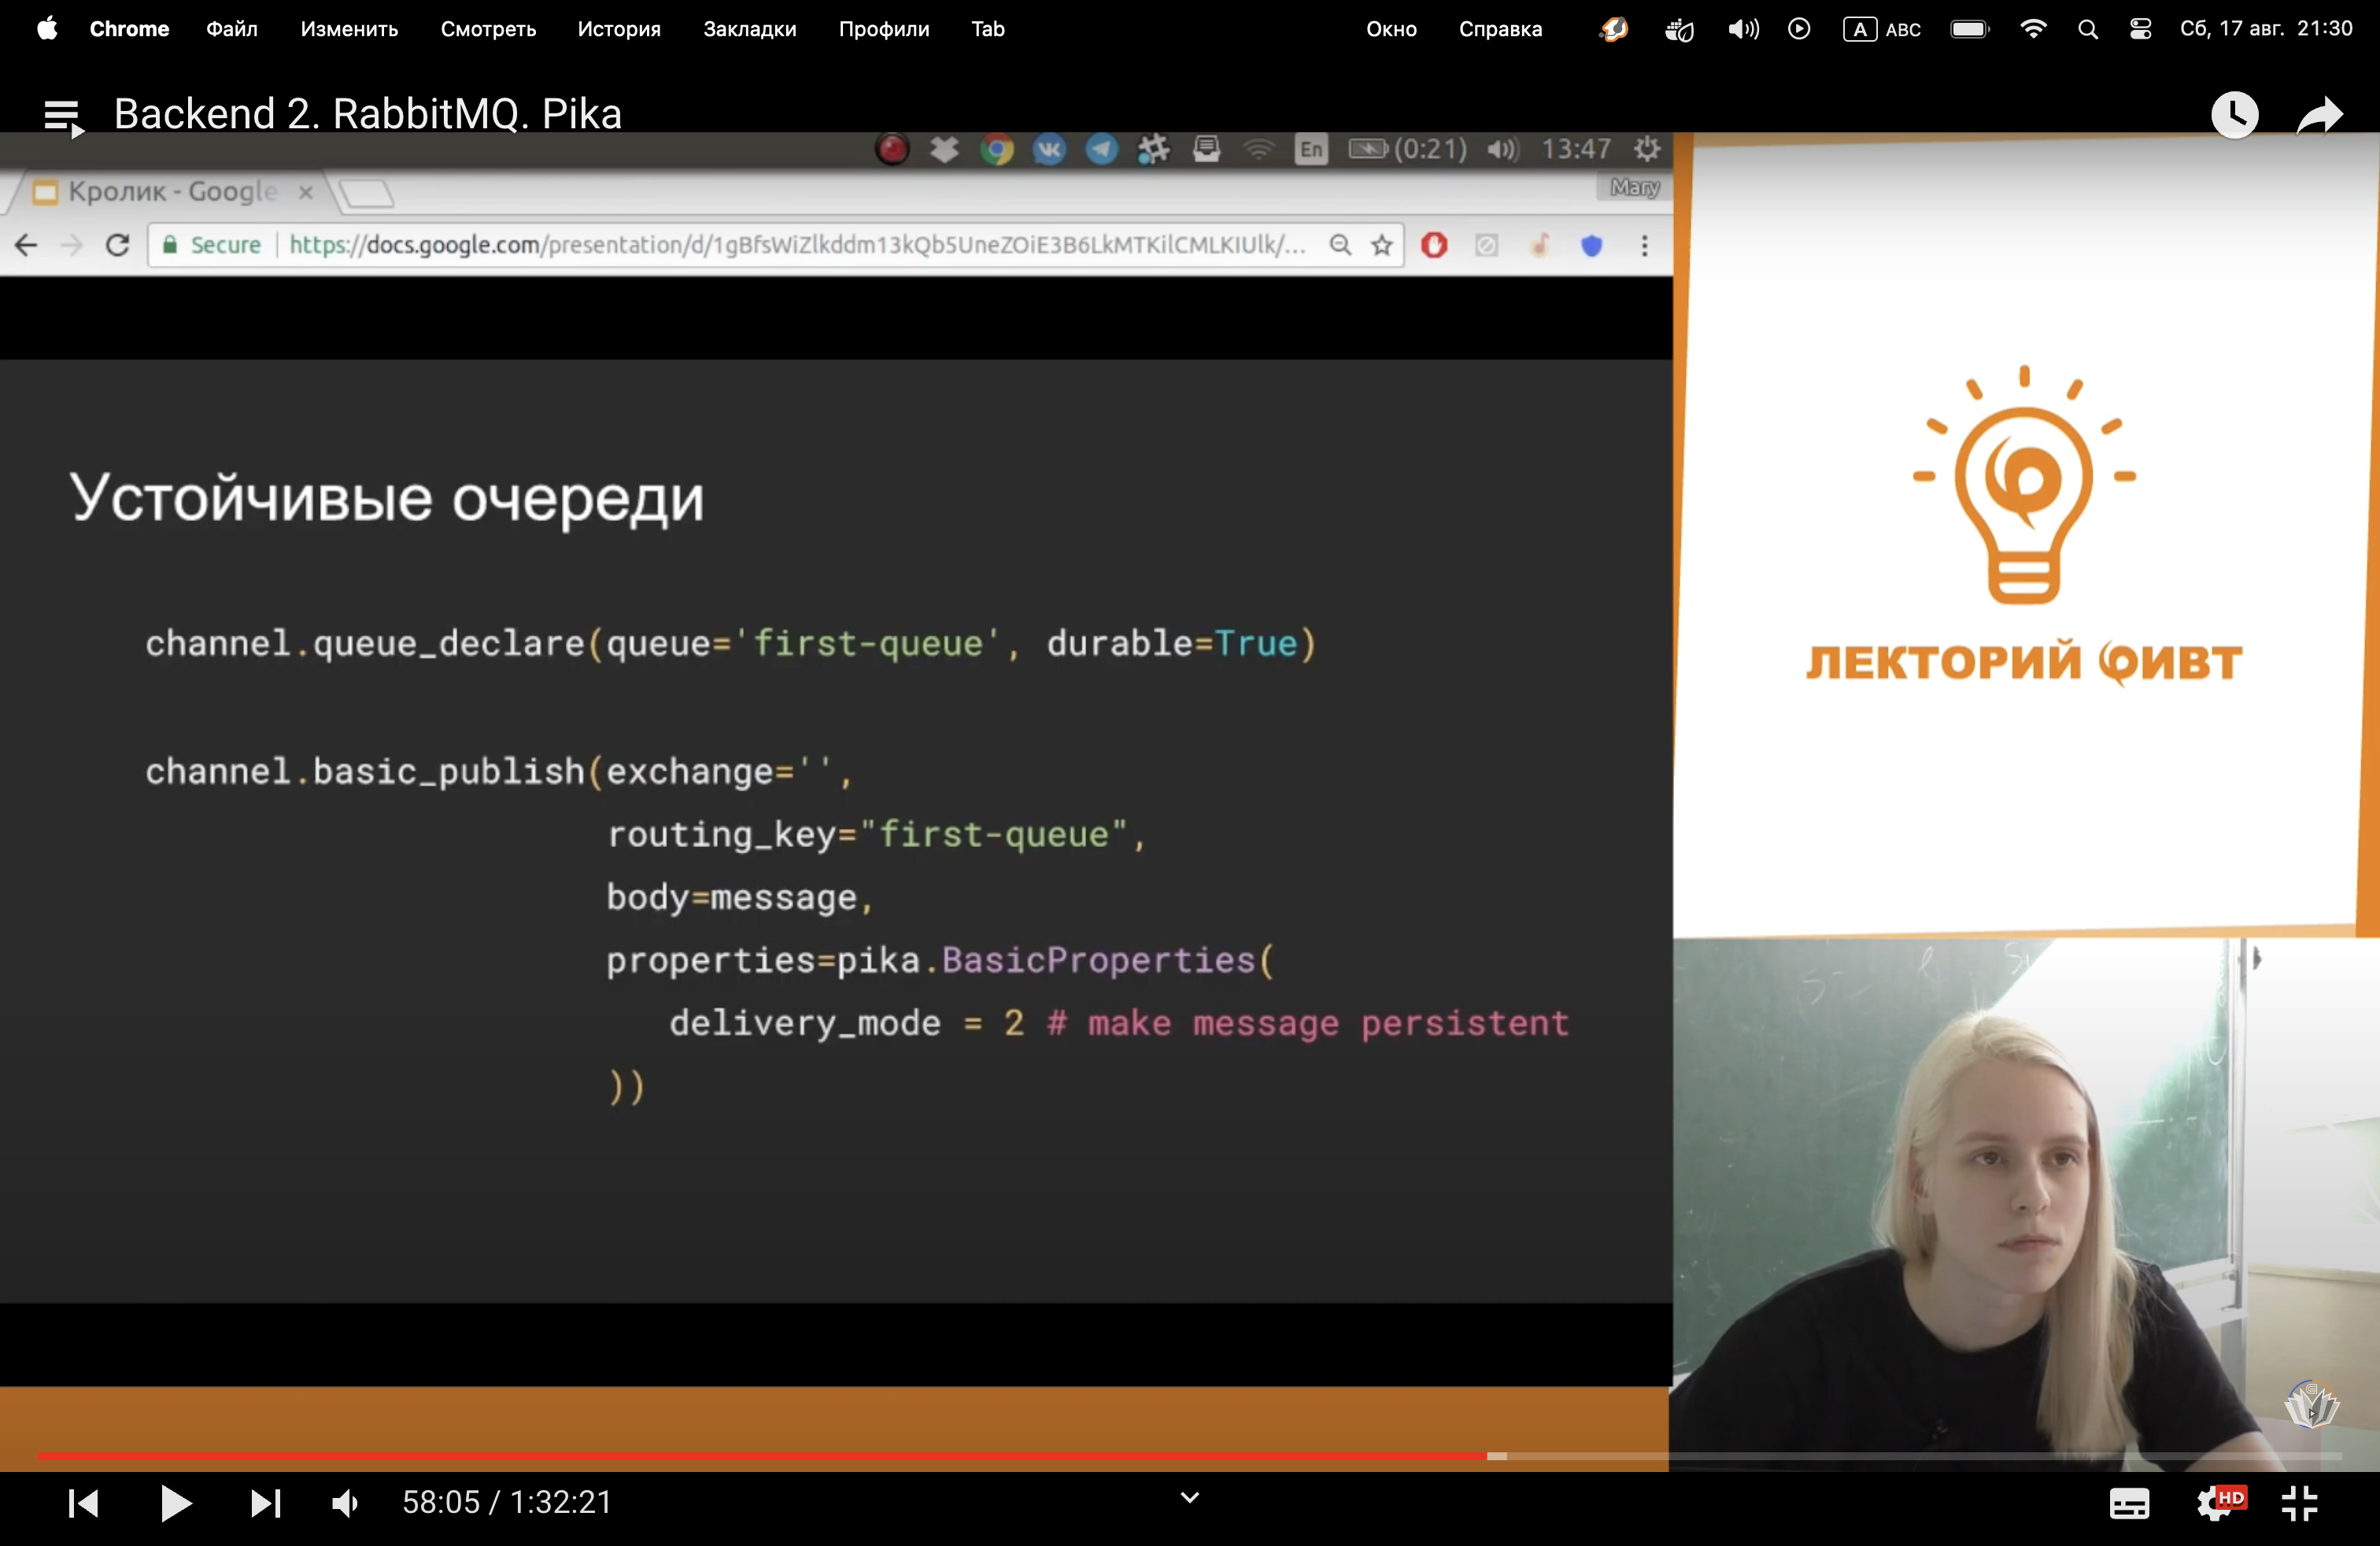 Chrome Файл Изменить Смотреть История Закладки Профили Tab Окно Справка A ABC Сб, 17 авг. 21:30
Backend 2. RabbitMQ. Pika
En (0:21) 13:47
Кролик - Google Mary
Secure https://docs.google.com/presentation/d/1gBfsWiZlkddm13kQb5UneZOiE3B6LkMTKilCMLKIUlk/...
Устойчивые очереди
channel.queue_declare(queue='first-queue', durable=True)
channel.basic_publish(exchange='',
routing_key="first-queue",
body=message,
properties=pika.BasicProperties(
delivery_mode = 2 # make message persistent
))
ЛЕКТОРИЙ ФИВТ
58:05 / 1:32:21
HD